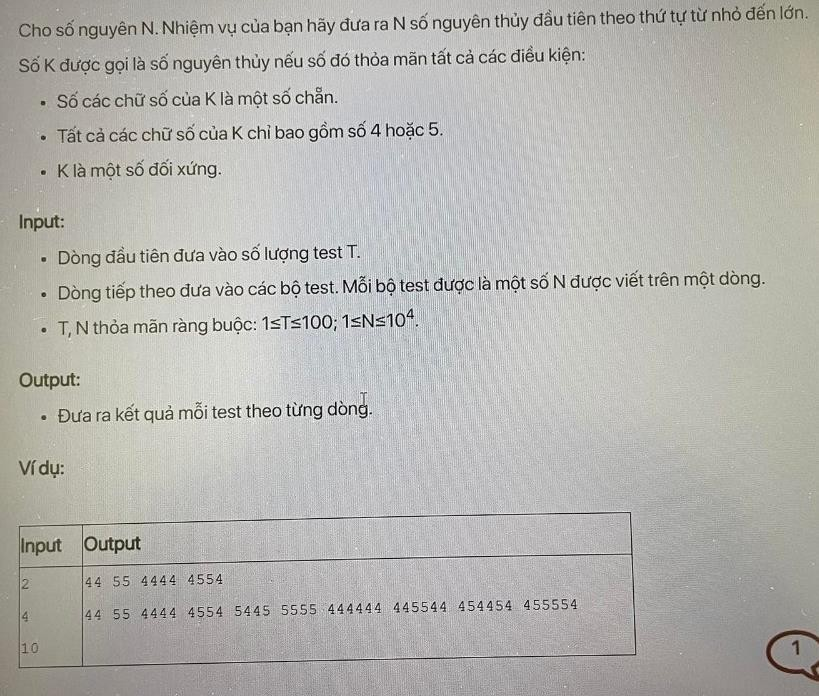 Cho số nguyên N. Nhiệm vụ của bạn hãy đưa ra N số nguyên thủy đầu tiên theo thứ tự từ nhỏ đến lớn.
Số K được gọi là số nguyên thủy nếu số đó thỏa mãn tất cả các điều kiện:
• Số các chữ số của K là một số chẵn.
• Tất cả các chữ số của K chỉ bao gồm số 4 hoặc 5.
• K là một số đối xứng.
Input:
• Dòng đầu tiên đưa vào số lượng test T.
• Dòng tiếp theo đưa vào các bộ test. Mỗi bộ test được là một số N được viết trên một dòng.
• T, N thỏa mãn ràng buộc: 1≤T≤100; 1≤N≤10⁴.
Output:
• Đưa ra kết quả mỗi test theo từng dòng.
Ví dụ:
Input Output
2 44 55 4444 4554
4 44 55 4444 4554 5445 5555 444444 445544 454454 455554
10
1